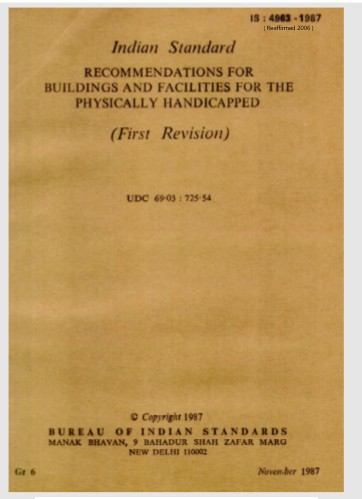 IS : 4963 - 1987
( Reaffirmed 2006 )
Indian Standard
RECOMMENDATIONS FOR
BUILDINGS AND FACILITIES FOR THE
PHYSICALLY HANDICAPPED
(First Revision)
UDC 69·03 : 725·54
© Copyright 1987
BUREAU OF INDIAN STANDARDS
MANAK BHAVAN, 9 BAHADUR SHAH ZAFAR MARG
NEW DELHI 110002
Gr 6
November 1987